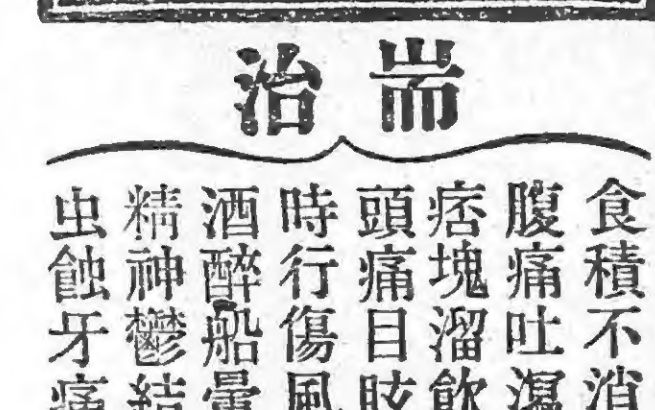 耑治
食積不消
腹痛吐瀉
痞塊溜飲
頭痛目眩
時行傷風
酒醉船暈
精神鬱結
虫蝕牙痛